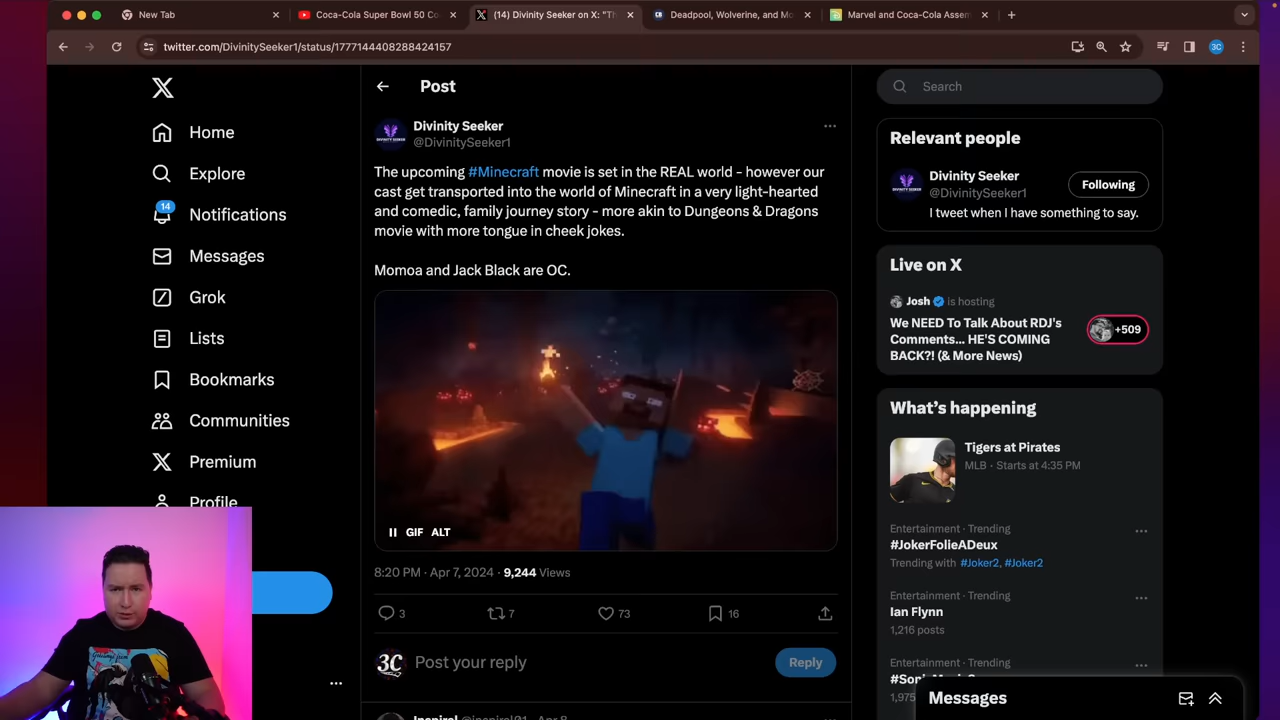 New Tab
Coca-Cola Super Bowl 50 Co
(14) Divinity Seeker on X: "Th
Deadpool, Wolverine, and Mo
Marvel and Coca-Cola Assem
twitter.com/DivinitySeeker1/status/1777144408288424157
3C
Home
Explore
14
Notifications
Messages
Grok
Lists
Bookmarks
Communities
Premium
Profile
Post
Divinity Seeker
@DivinitySeeker1
The upcoming #Minecraft movie is set in the REAL world - however our
cast get transported into the world of Minecraft in a very light-hearted
and comedic, family journey story - more akin to Dungeons & Dragons
movie with more tongue in cheek jokes.
Momoa and Jack Black are OC.
GIF ALT
8:20 PM · Apr 7, 2024 · 9,244 Views
3 7 73 16
3C Post your reply
Reply
Search
Relevant people
Divinity Seeker
@DivinitySeeker1
Following
I tweet when I have something to say.
Live on X
Josh is hosting
We NEED To Talk About RDJ's
Comments... HE'S COMING
BACK?! (& More News)
+509
What's happening
Tigers at Pirates
MLB · Starts at 4:35 PM
Entertainment · Trending
#JokerFolieADeux
Trending with #Joker2, #Joker2
Entertainment · Trending
Ian Flynn
1,216 posts
Entertainment · Trending
Messages